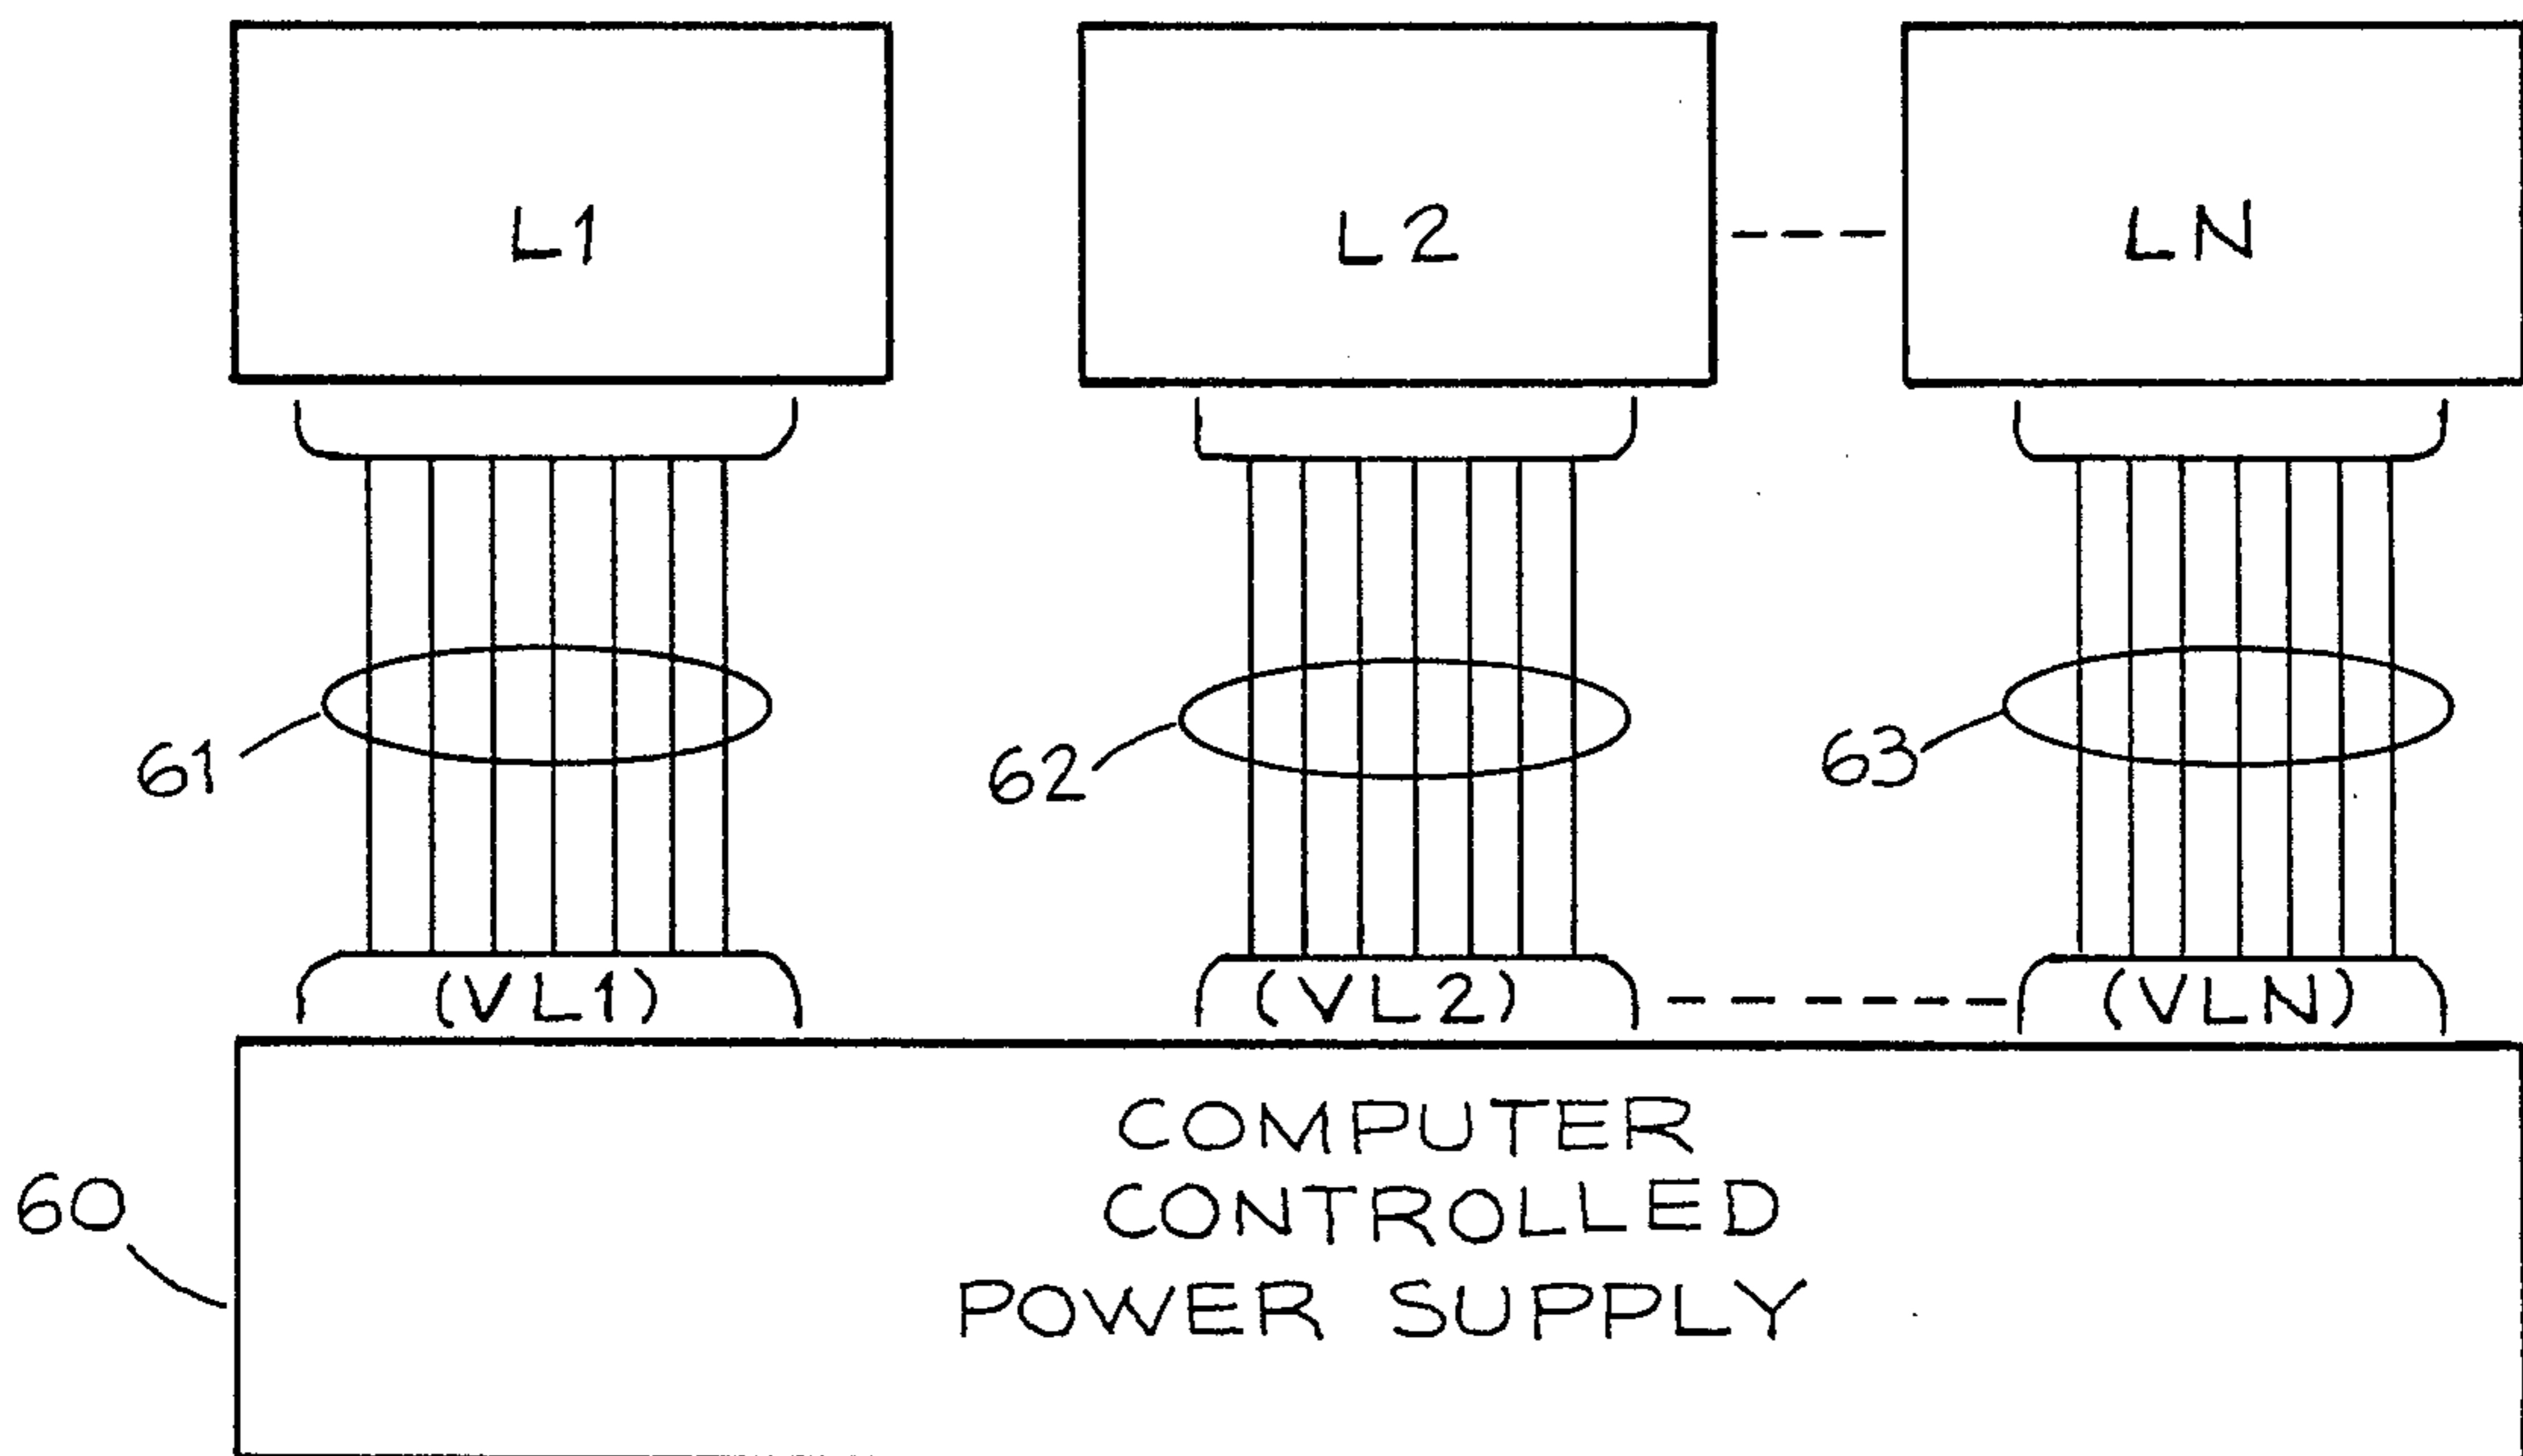 L1
L2
LN
61
62
63
(VL1)
(VL2)
(VLN)
60
COMPUTER
CONTROLLED
POWER SUPPLY